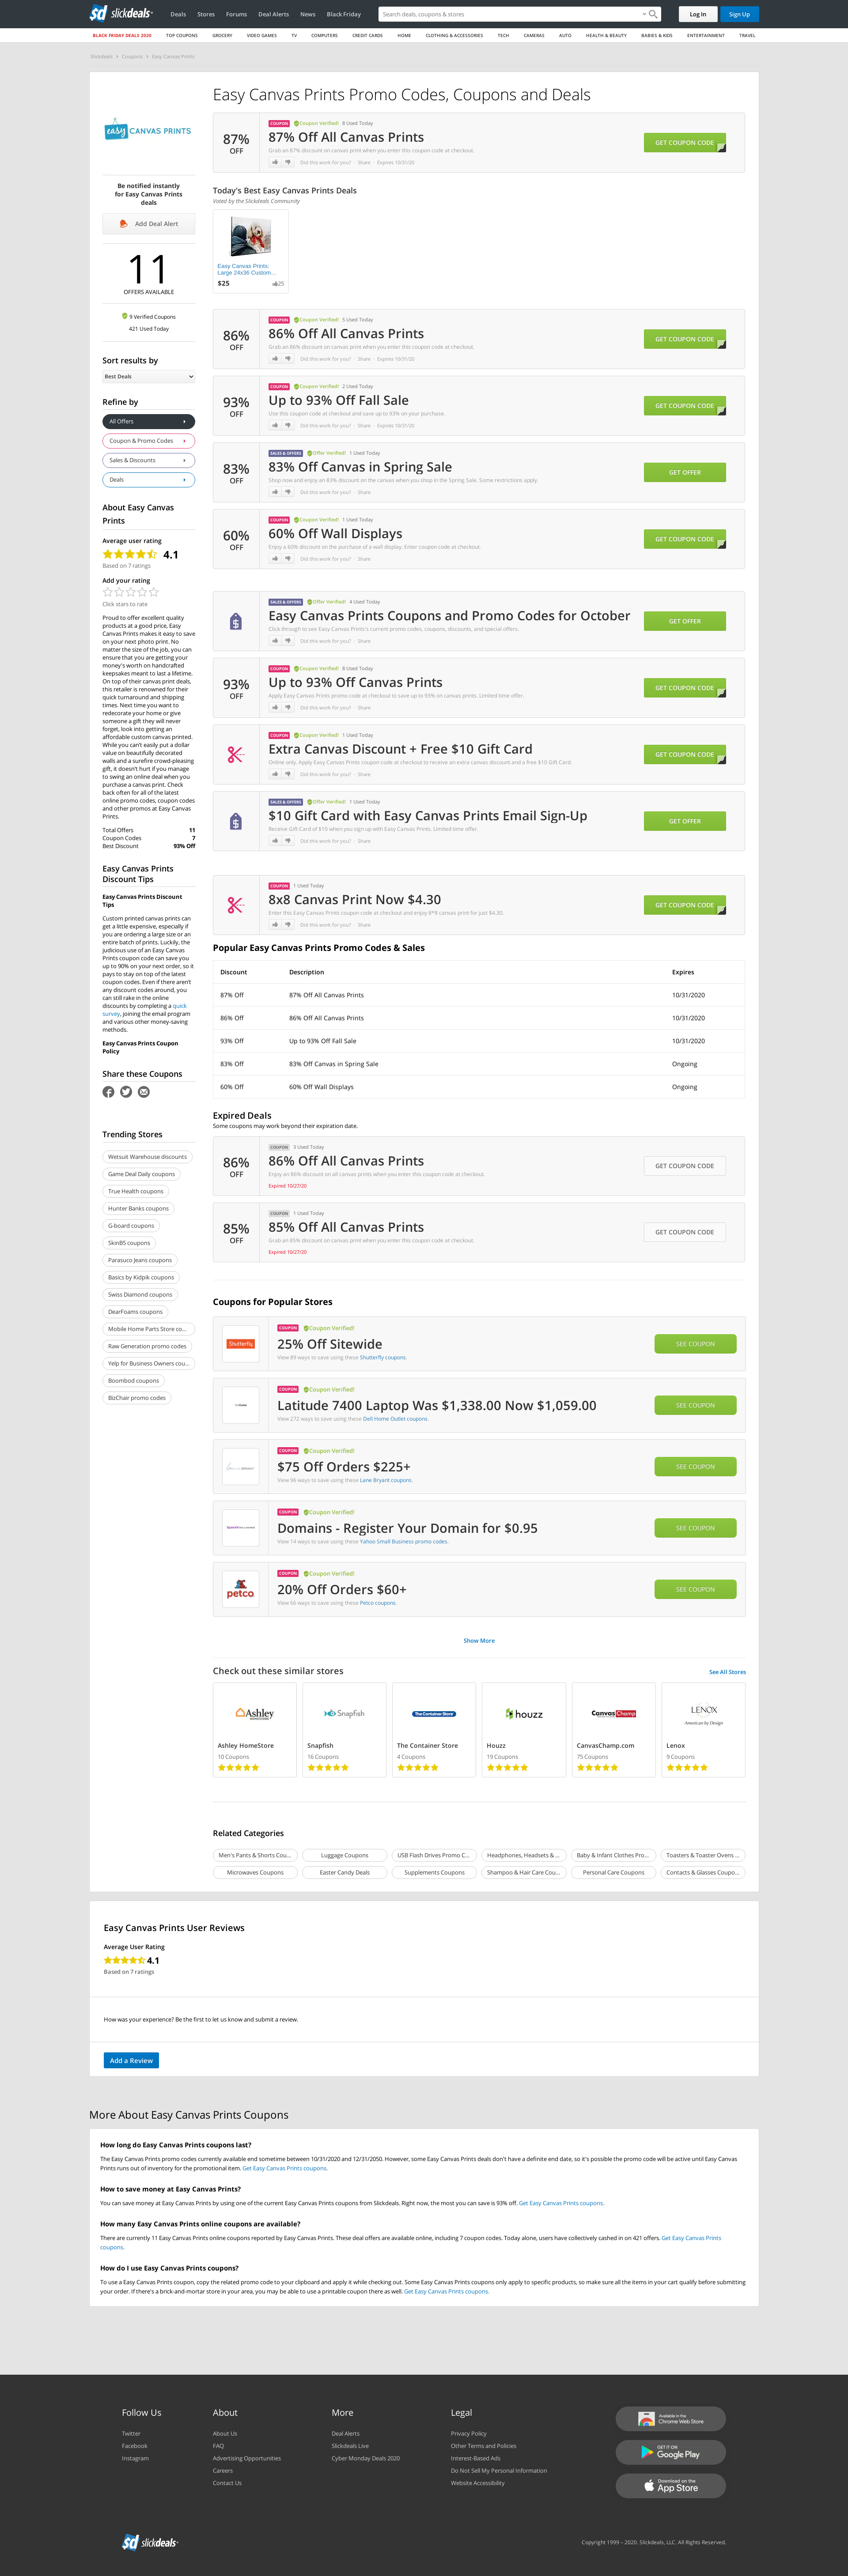 slickdeals
Deals Stores Forums Deal Alerts News Black Friday
Search deals, coupons & stores
Log In Sign Up
BLACK FRIDAY DEALS 2020 TOP COUPONS GROCERY VIDEO GAMES TV COMPUTERS CREDIT CARDS HOME CLOTHING & ACCESSORIES TECH CAMERAS AUTO HEALTH & BEAUTY BABIES & KIDS ENTERTAINMENT TRAVEL
Slickdeals Coupons Easy Canvas Prints
easy CANVAS PRINTS
Be notified instantly
for Easy Canvas Prints
deals
Add Deal Alert
11
OFFERS AVAILABLE
9 Verified Coupons
421 Used Today
Sort results by
Best Deals
Refine by
All Offers
Coupon & Promo Codes
Sales & Discounts
Deals
About Easy Canvas
Prints
Average user rating
4.1
Based on 7 ratings
Add your rating
Click stars to rate
Proud to offer excellent quality
products at a good price, Easy
Canvas Prints makes it easy to save
on your next photo print. No
matter the size of the job, you can
ensure that you are getting your
money's worth on handcrafted
keepsakes meant to last a lifetime.
On top of their canvas print deals,
this retailer is renowned for their
quick turnaround and shipping
times. Next time you want to
redecorate your home or give
someone a gift they will never
forget, look into getting an
affordable custom canvas printed.
While you can't easily put a dollar
value on beautifully decorated
walls and a surefire crowd-pleasing
gift, it doesn't hurt if you manage
to swing an online deal when you
purchase a canvas print. Check
back often for all of the latest
online promo codes, coupon codes
and other promos at Easy Canvas
Prints.
Total Offers 11
Coupon Codes 7
Best Discount 93% Off
Easy Canvas Prints
Discount Tips
Easy Canvas Prints Discount
Tips
Custom printed canvas prints can
get a little expensive, especially if
you are ordering a large size or an
entire batch of prints. Luckily, the
judicious use of an Easy Canvas
Prints coupon code can save you
up to 90% on your next order, so it
pays to stay on top of the latest
coupon codes. Even if there aren't
any discount codes around, you
can still rake in the online
discounts by completing a quick
survey, joining the email program
and various other money-saving
methods.
Easy Canvas Prints Coupon
Policy
Share these Coupons
Trending Stores
Wetsuit Warehouse discounts
Game Deal Daily coupons
True Health coupons
Hunter Banks coupons
G-board coupons
SkinB5 coupons
Parasuco Jeans coupons
Basics by Kidpik coupons
Swiss Diamond coupons
DearFoams coupons
Mobile Home Parts Store co...
Raw Generation promo codes
Yelp for Business Owners cou...
Boombod coupons
BizChair promo codes
Easy Canvas Prints Promo Codes, Coupons and Deals
87%
OFF
COUPON Coupon Verified! 8 Used Today
87% Off All Canvas Prints
Grab an 87% discount on canvas print when you enter this coupon code at checkout.
Did this work for you? · Share · Expires 10/31/20
GET COUPON CODE
Today's Best Easy Canvas Prints Deals
Voted by the Slickdeals Community
Easy Canvas Prints:
Large 24x36 Custom...
$25 25
86%
OFF
COUPON Coupon Verified! 5 Used Today
86% Off All Canvas Prints
Grab an 86% discount on canvas print when you enter this coupon code at checkout.
Did this work for you? · Share · Expires 10/31/20
GET COUPON CODE
93%
OFF
COUPON Coupon Verified! 2 Used Today
Up to 93% Off Fall Sale
Use this coupon code at checkout and save up to 93% on your purchase.
Did this work for you? · Share · Expires 10/31/20
GET COUPON CODE
83%
OFF
SALES & OFFERS Offer Verified! 1 Used Today
83% Off Canvas in Spring Sale
Shop now and enjoy an 83% discount on the canvas when you shop in the Spring Sale. Some restrictions apply.
Did this work for you? · Share
GET OFFER
60%
OFF
COUPON Coupon Verified! 1 Used Today
60% Off Wall Displays
Enjoy a 60% discount on the purchase of a wall display. Enter coupon code at checkout.
Did this work for you? · Share
GET COUPON CODE
SALES & OFFERS Offer Verified! 4 Used Today
Easy Canvas Prints Coupons and Promo Codes for October
Click through to see Easy Canvas Prints's current promo codes, coupons, discounts, and special offers.
Did this work for you? · Share
GET OFFER
93%
OFF
COUPON Coupon Verified! 8 Used Today
Up to 93% Off Canvas Prints
Apply Easy Canvas Prints promo code at checkout to save up to 93% on canvas prints. Limited time offer.
Did this work for you? · Share
GET COUPON CODE
COUPON Coupon Verified! 1 Used Today
Extra Canvas Discount + Free $10 Gift Card
Online only. Apply Easy Canvas Prints coupon code at checkout to receive an extra canvas discount and a free $10 Gift Card.
Did this work for you? · Share
GET COUPON CODE
SALES & OFFERS Offer Verified! 1 Used Today
$10 Gift Card with Easy Canvas Prints Email Sign-Up
Receive Gift Card of $10 when you sign up with Easy Canvas Prints. Limited time offer.
Did this work for you? · Share
GET OFFER
COUPON 1 Used Today
8x8 Canvas Print Now $4.30
Enter this Easy Canvas Prints coupon code at checkout and enjoy 8*8 canvas print for just $4.30.
Did this work for you? · Share
GET COUPON CODE
Popular Easy Canvas Prints Promo Codes & Sales
Discount Description Expires
87% Off 87% Off All Canvas Prints 10/31/2020
86% Off 86% Off All Canvas Prints 10/31/2020
93% Off Up to 93% Off Fall Sale 10/31/2020
83% Off 83% Off Canvas in Spring Sale Ongoing
60% Off 60% Off Wall Displays Ongoing
Expired Deals
Some coupons may work beyond their expiration date.
86%
OFF
COUPON 3 Used Today
86% Off All Canvas Prints
Enjoy an 86% discount on all canvas prints when you enter this coupon code at checkout.
Expired 10/27/20
GET COUPON CODE
85%
OFF
COUPON 1 Used Today
85% Off All Canvas Prints
Grab an 85% discount on canvas print when you enter this coupon code at checkout.
Expired 10/27/20
GET COUPON CODE
Coupons for Popular Stores
Shutterfly
COUPON Coupon Verified!
25% Off Sitewide
View 89 ways to save using these Shutterfly coupons.
SEE COUPON
COUPON Coupon Verified!
Latitude 7400 Laptop Was $1,338.00 Now $1,059.00
View 272 ways to save using these Dell Home Outlet coupons.
SEE COUPON
COUPON Coupon Verified!
$75 Off Orders $225+
View 96 ways to save using these Lane Bryant coupons.
SEE COUPON
COUPON Coupon Verified!
Domains - Register Your Domain for $0.95
View 14 ways to save using these Yahoo Small Business promo codes.
SEE COUPON
petco
COUPON Coupon Verified!
20% Off Orders $60+
View 66 ways to save using these Petco coupons.
SEE COUPON
Show More
Check out these similar stores
See All Stores
Ashley Snapfish The Container Store houzz CanvasChamp LENOX
American by Design
Ashley HomeStore Snapfish The Container Store Houzz CanvasChamp.com Lenox
10 Coupons 16 Coupons 4 Coupons 19 Coupons 75 Coupons 9 Coupons
Related Categories
Men's Pants & Shorts Cou... Luggage Coupons USB Flash Drives Promo C... Headphones, Headsets & ... Baby & Infant Clothes Pro... Toasters & Toaster Ovens ...
Microwaves Coupons Easter Candy Deals Supplements Coupons Shampoo & Hair Care Cou... Personal Care Coupons Contacts & Glasses Coupo...
Easy Canvas Prints User Reviews
Average User Rating
4.1
Based on 7 ratings
How was your experience? Be the first to let us know and submit a review.
Add a Review
More About Easy Canvas Prints Coupons
How long do Easy Canvas Prints coupons last?
The Easy Canvas Prints promo codes currently available end sometime between 10/31/2020 and 12/31/2050. However, some Easy Canvas Prints deals don't have a definite end date, so it's possible the promo code will be active until Easy Canvas
Prints runs out of inventory for the promotional item. Get Easy Canvas Prints coupons.
How to save money at Easy Canvas Prints?
You can save money at Easy Canvas Prints by using one of the current Easy Canvas Prints coupons from Slickdeals. Right now, the most you can save is 93% off. Get Easy Canvas Prints coupons.
How many Easy Canvas Prints online coupons are available?
There are currently 11 Easy Canvas Prints online coupons reported by Easy Canvas Prints. These deal offers are available online, including 7 coupon codes. Today alone, users have collectively cashed in on 421 offers. Get Easy Canvas Prints
coupons.
How do I use Easy Canvas Prints coupons?
To use a Easy Canvas Prints coupon, copy the related promo code to your clipboard and apply it while checking out. Some Easy Canvas Prints coupons only apply to specific products, so make sure all the items in your cart qualify before submitting
your order. If there's a brick-and-mortar store in your area, you may be able to use a printable coupon there as well. Get Easy Canvas Prints coupons.
Follow Us
Twitter
Facebook
Instagram
About
About Us
FAQ
Advertising Opportunities
Careers
Contact Us
More
Deal Alerts
Slickdeals Live
Cyber Monday Deals 2020
Legal
Privacy Policy
Other Terms and Policies
Interest-Based Ads
Do Not Sell My Personal Information
Website Accessibility
Available in the
Chrome Web Store
GET IT ON
Google Play
Download on the
App Store
slickdeals
Copyright 1999 - 2020. Slickdeals, LLC. All Rights Reserved.